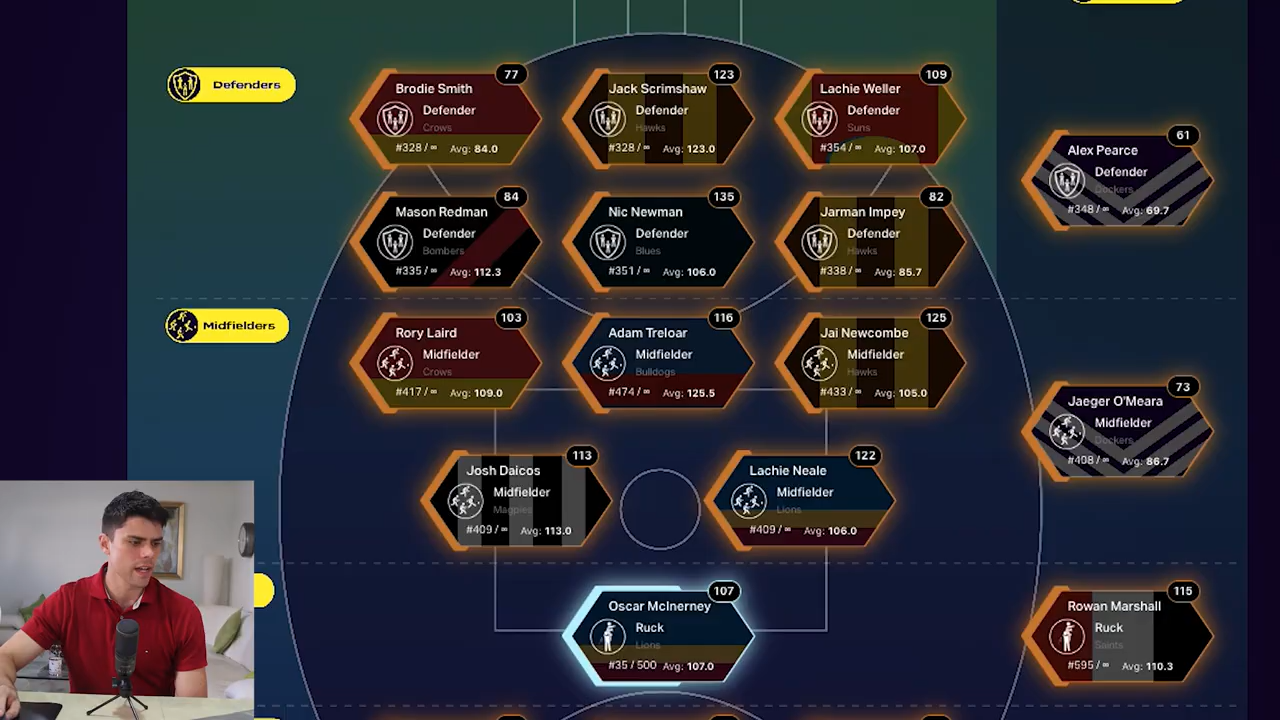 Defenders
77
Brodie Smith
Defender
Crows
#328 / ∞ Avg: 84.0
123
Jack Scrimshaw
Defender
Hawks
#328 / ∞ Avg: 123.0
109
Lachie Weller
Defender
Suns
#354 / ∞ Avg: 107.0
61
Alex Pearce
Defender
Dockers
#348 / ∞ Avg: 69.7
84
Mason Redman
Defender
Bombers
#335 / ∞ Avg: 112.3
135
Nic Newman
Defender
Blues
#351 / ∞ Avg: 106.0
82
Jarman Impey
Defender
Hawks
#338 / ∞ Avg: 85.7
Midfielders
103
Rory Laird
Midfielder
Crows
#417 / ∞ Avg: 109.0
116
Adam Treloar
Midfielder
Bulldogs
#474 / ∞ Avg: 125.5
125
Jai Newcombe
Midfielder
Hawks
#433 / ∞ Avg: 105.0
73
Jaeger O'Meara
Midfielder
Dockers
#408 / ∞ Avg: 86.7
113
Josh Daicos
Midfielder
Magpies
#409 / ∞ Avg: 113.0
122
Lachie Neale
Midfielder
Lions
#409 / ∞ Avg: 106.0
107
Oscar McInerney
Ruck
Lions
#35 / 500 Avg: 107.0
115
Rowan Marshall
Ruck
Saints
#595 / ∞ Avg: 110.3